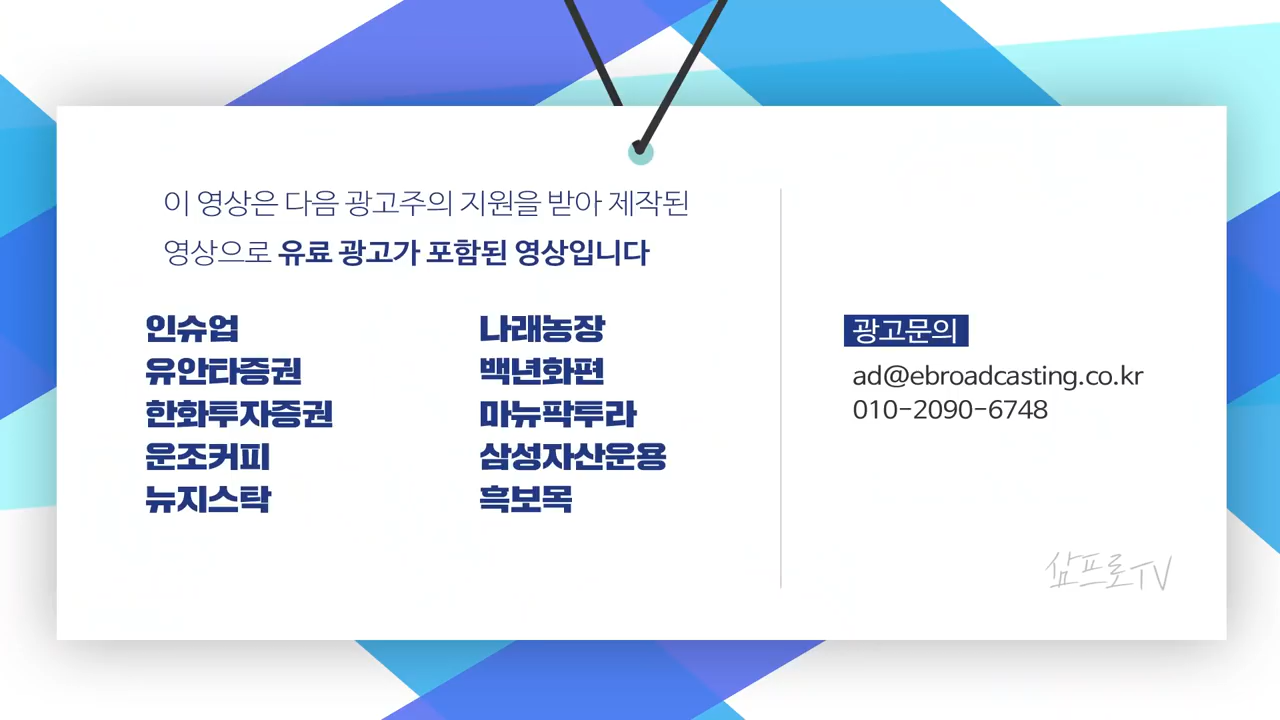 이 영상은 다음 광고주의 지원을 받아 제작된
영상으로 유료 광고가 포함된 영상입니다
인슈업
유안타증권
한화투자증권
운조커피
뉴지스탁
나래농장
백년화편
마뉴팍투라
삼성자산운용
흑보목
광고문의
ad@ebroadcasting.co.kr
010-2090-6748
삼프로TV